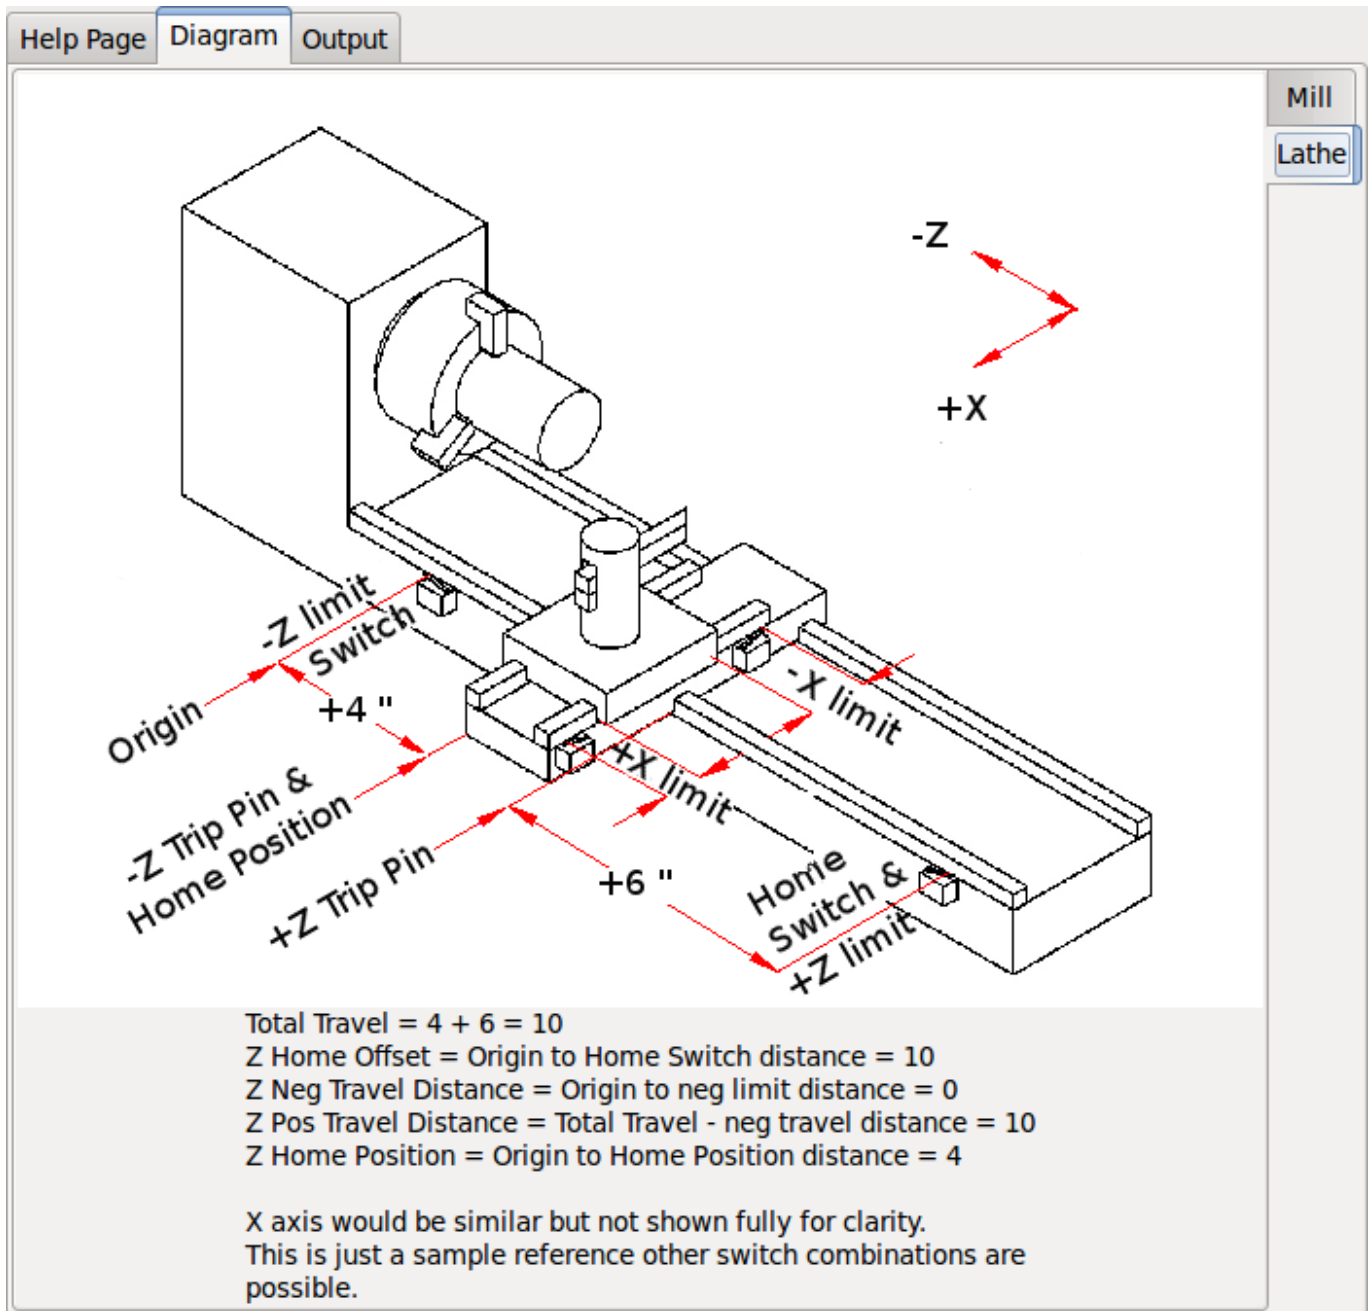 Help Page
Diagram
Output
Mill
Lathe
-Z
+X
-Z limit
Switch
Origin
+4 "
-X limit
+X limit
-Z Trip Pin &
Home Position
+Z Trip Pin
+6 "
Home
Switch &
+Z limit
Total Travel = 4 + 6 = 10
Z Home Offset = Origin to Home Switch distance = 10
Z Neg Travel Distance = Origin to neg limit distance = 0
Z Pos Travel Distance = Total Travel - neg travel distance = 10
Z Home Position = Origin to Home Position distance = 4
X axis would be similar but not shown fully for clarity.
This is just a sample reference other switch combinations are
possible.